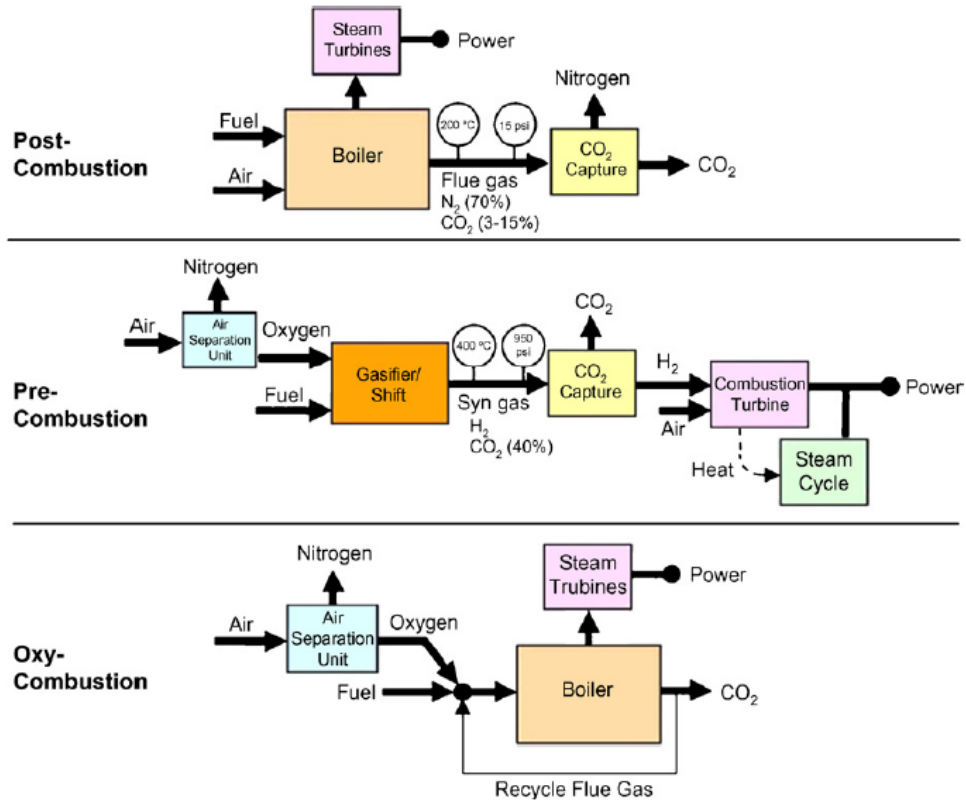 Steam
Turbines
Power
Nitrogen
Post-
Combustion
Fuel
Air
Boiler
200 °C
15 psi
Flue gas
N₂ (70%)
CO₂ (3-15%)
CO₂
Capture
CO₂
Nitrogen
Pre-
Combustion
Air
Air
Separation
Unit
Oxygen
Fuel
Gasifier/
Shift
400 °C
950
psi
Syn gas
H₂
CO₂ (40%)
CO₂
CO₂
Capture
H₂
Air
Combustion
Turbine
Power
Heat
Steam
Cycle
Oxy-
Combustion
Nitrogen
Air
Air
Separation
Unit
Oxygen
Fuel
Steam
Trubines
Power
Boiler
CO₂
Recycle Flue Gas